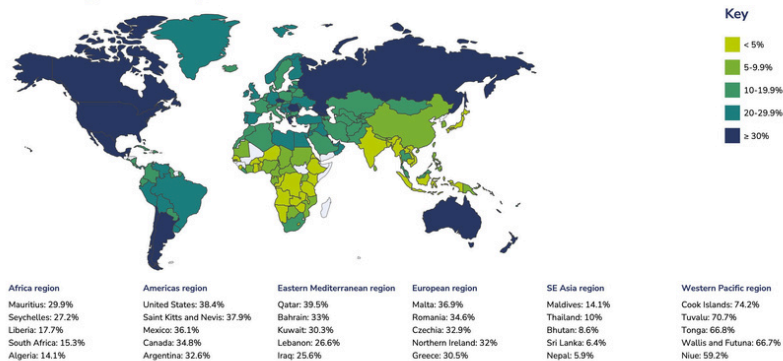 Key
< 5%
5-9.9%
10-19.9%
20-29.9%
≥ 30%
Africa region
Mauritius: 29.9%
Seychelles: 27.2%
Liberia: 17.7%
South Africa: 15.3%
Algeria: 14.1%
Americas region
United States: 38.4%
Saint Kitts and Nevis: 37.9%
Mexico: 36.1%
Canada: 34.8%
Argentina: 32.6%
Eastern Mediterranean region
Qatar: 39.5%
Bahrain: 33%
Kuwait: 30.3%
Lebanon: 26.6%
Iraq: 25.6%
European region
Malta: 36.9%
Romania: 34.6%
Czechia: 32.9%
Northern Ireland: 32%
Greece: 30.5%
SE Asia region
Maldives: 14.1%
Thailand: 10%
Bhutan: 8.6%
Sri Lanka: 6.4%
Nepal: 5.9%
Western Pacific region
Cook Islands: 74.2%
Tuvalu: 70.7%
Tonga: 66.8%
Wallis and Futuna: 66.7%
Niue: 59.2%